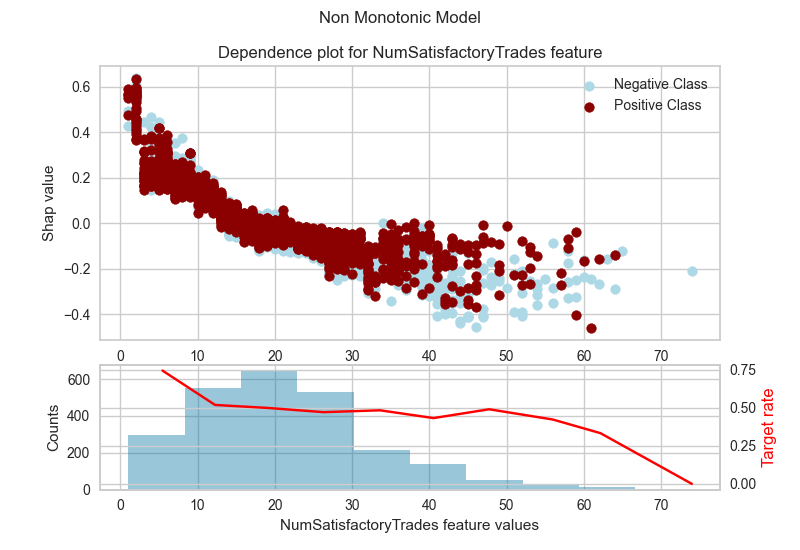 Non Monotonic Model
Dependence plot for NumSatisfactoryTrades feature
Negative Class
Positive Class
Shap value
0.6
0.4
0.2
0.0
−0.2
−0.4
0 10 20 30 40 50 60 70
Counts
600
400
200
0
0.75
0.50
0.25
0.00
Target rate
0 10 20 30 40 50 60 70
NumSatisfactoryTrades feature values